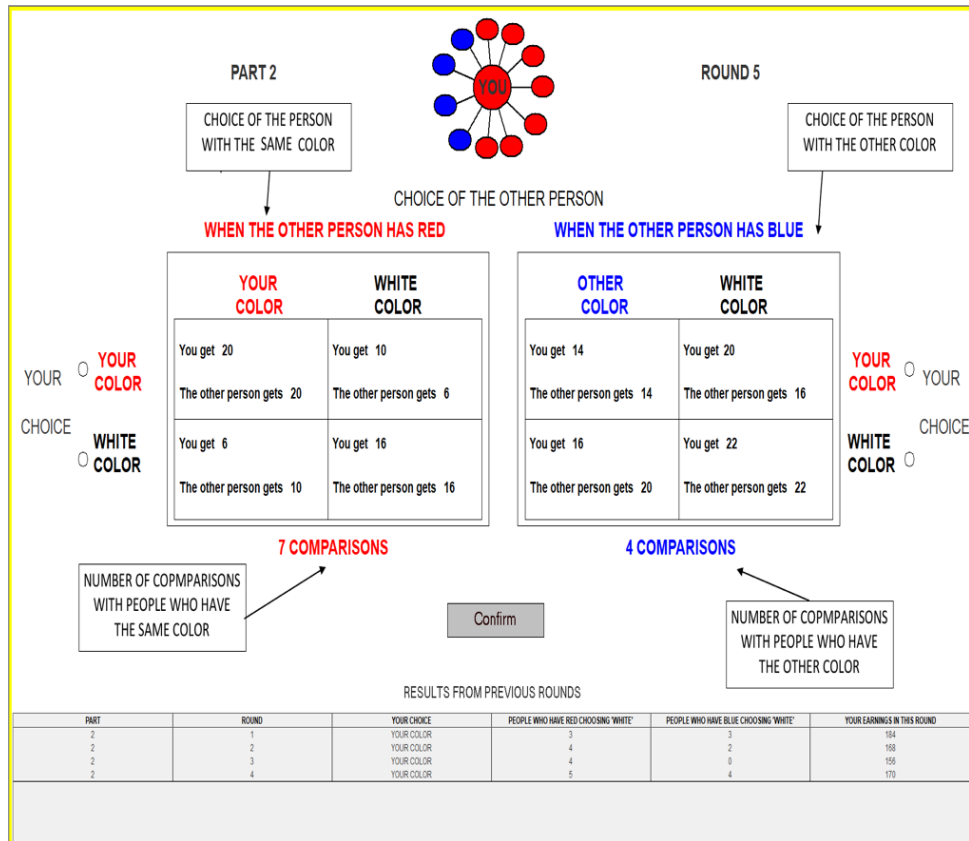 PART 2
YOU
ROUND 5
CHOICE OF THE PERSON
WITH THE SAME COLOR
CHOICE OF THE PERSON
WITH THE OTHER COLOR
CHOICE OF THE OTHER PERSON
WHEN THE OTHER PERSON HAS RED
WHEN THE OTHER PERSON HAS BLUE
YOUR
COLOR
WHITE
COLOR
OTHER
COLOR
WHITE
COLOR
YOUR
CHOICE
YOUR
COLOR
WHITE
COLOR
You get 20
The other person gets 20
You get 10
The other person gets 6
You get 6
The other person gets 10
You get 16
The other person gets 16
You get 14
The other person gets 14
You get 20
The other person gets 16
You get 16
The other person gets 20
You get 22
The other person gets 22
YOUR
COLOR
WHITE
COLOR
YOUR
CHOICE
7 COMPARISONS
4 COMPARISONS
NUMBER OF COPMPARISONS
WITH PEOPLE WHO HAVE
THE SAME COLOR
Confirm
NUMBER OF COPMPARISONS
WITH PEOPLE WHO HAVE
THE OTHER COLOR
RESULTS FROM PREVIOUS ROUNDS
PART ROUND YOUR CHOICE PEOPLE WHO HAVE RED CHOOSING 'WHITE' PEOPLE WHO HAVE BLUE CHOOSING 'WHITE' YOUR EARNINGS IN THIS ROUND
2 1 YOUR COLOR 3 3 184
2 2 YOUR COLOR 4 2 168
2 3 YOUR COLOR 4 0 156
2 4 YOUR COLOR 5 4 170